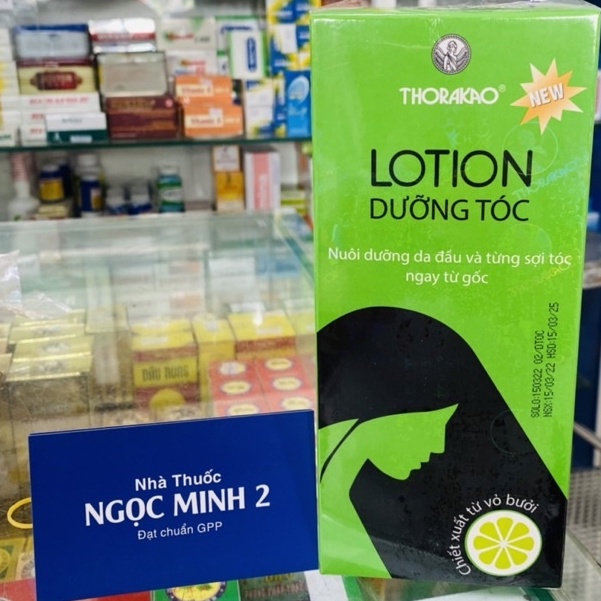 THORAKAO®
NEW
LOTION
DƯỠNG TÓC
Nuôi dưỡng da đầu và từng sợi tóc
ngay từ gốc
SOLO:150322 02/DTOC
NSX:15/03/22 HSD:15/03/25
Chiết xuất từ vỏ bưởi
Nhà Thuốc
NGỌC MINH 2
Đạt chuẩn GPP